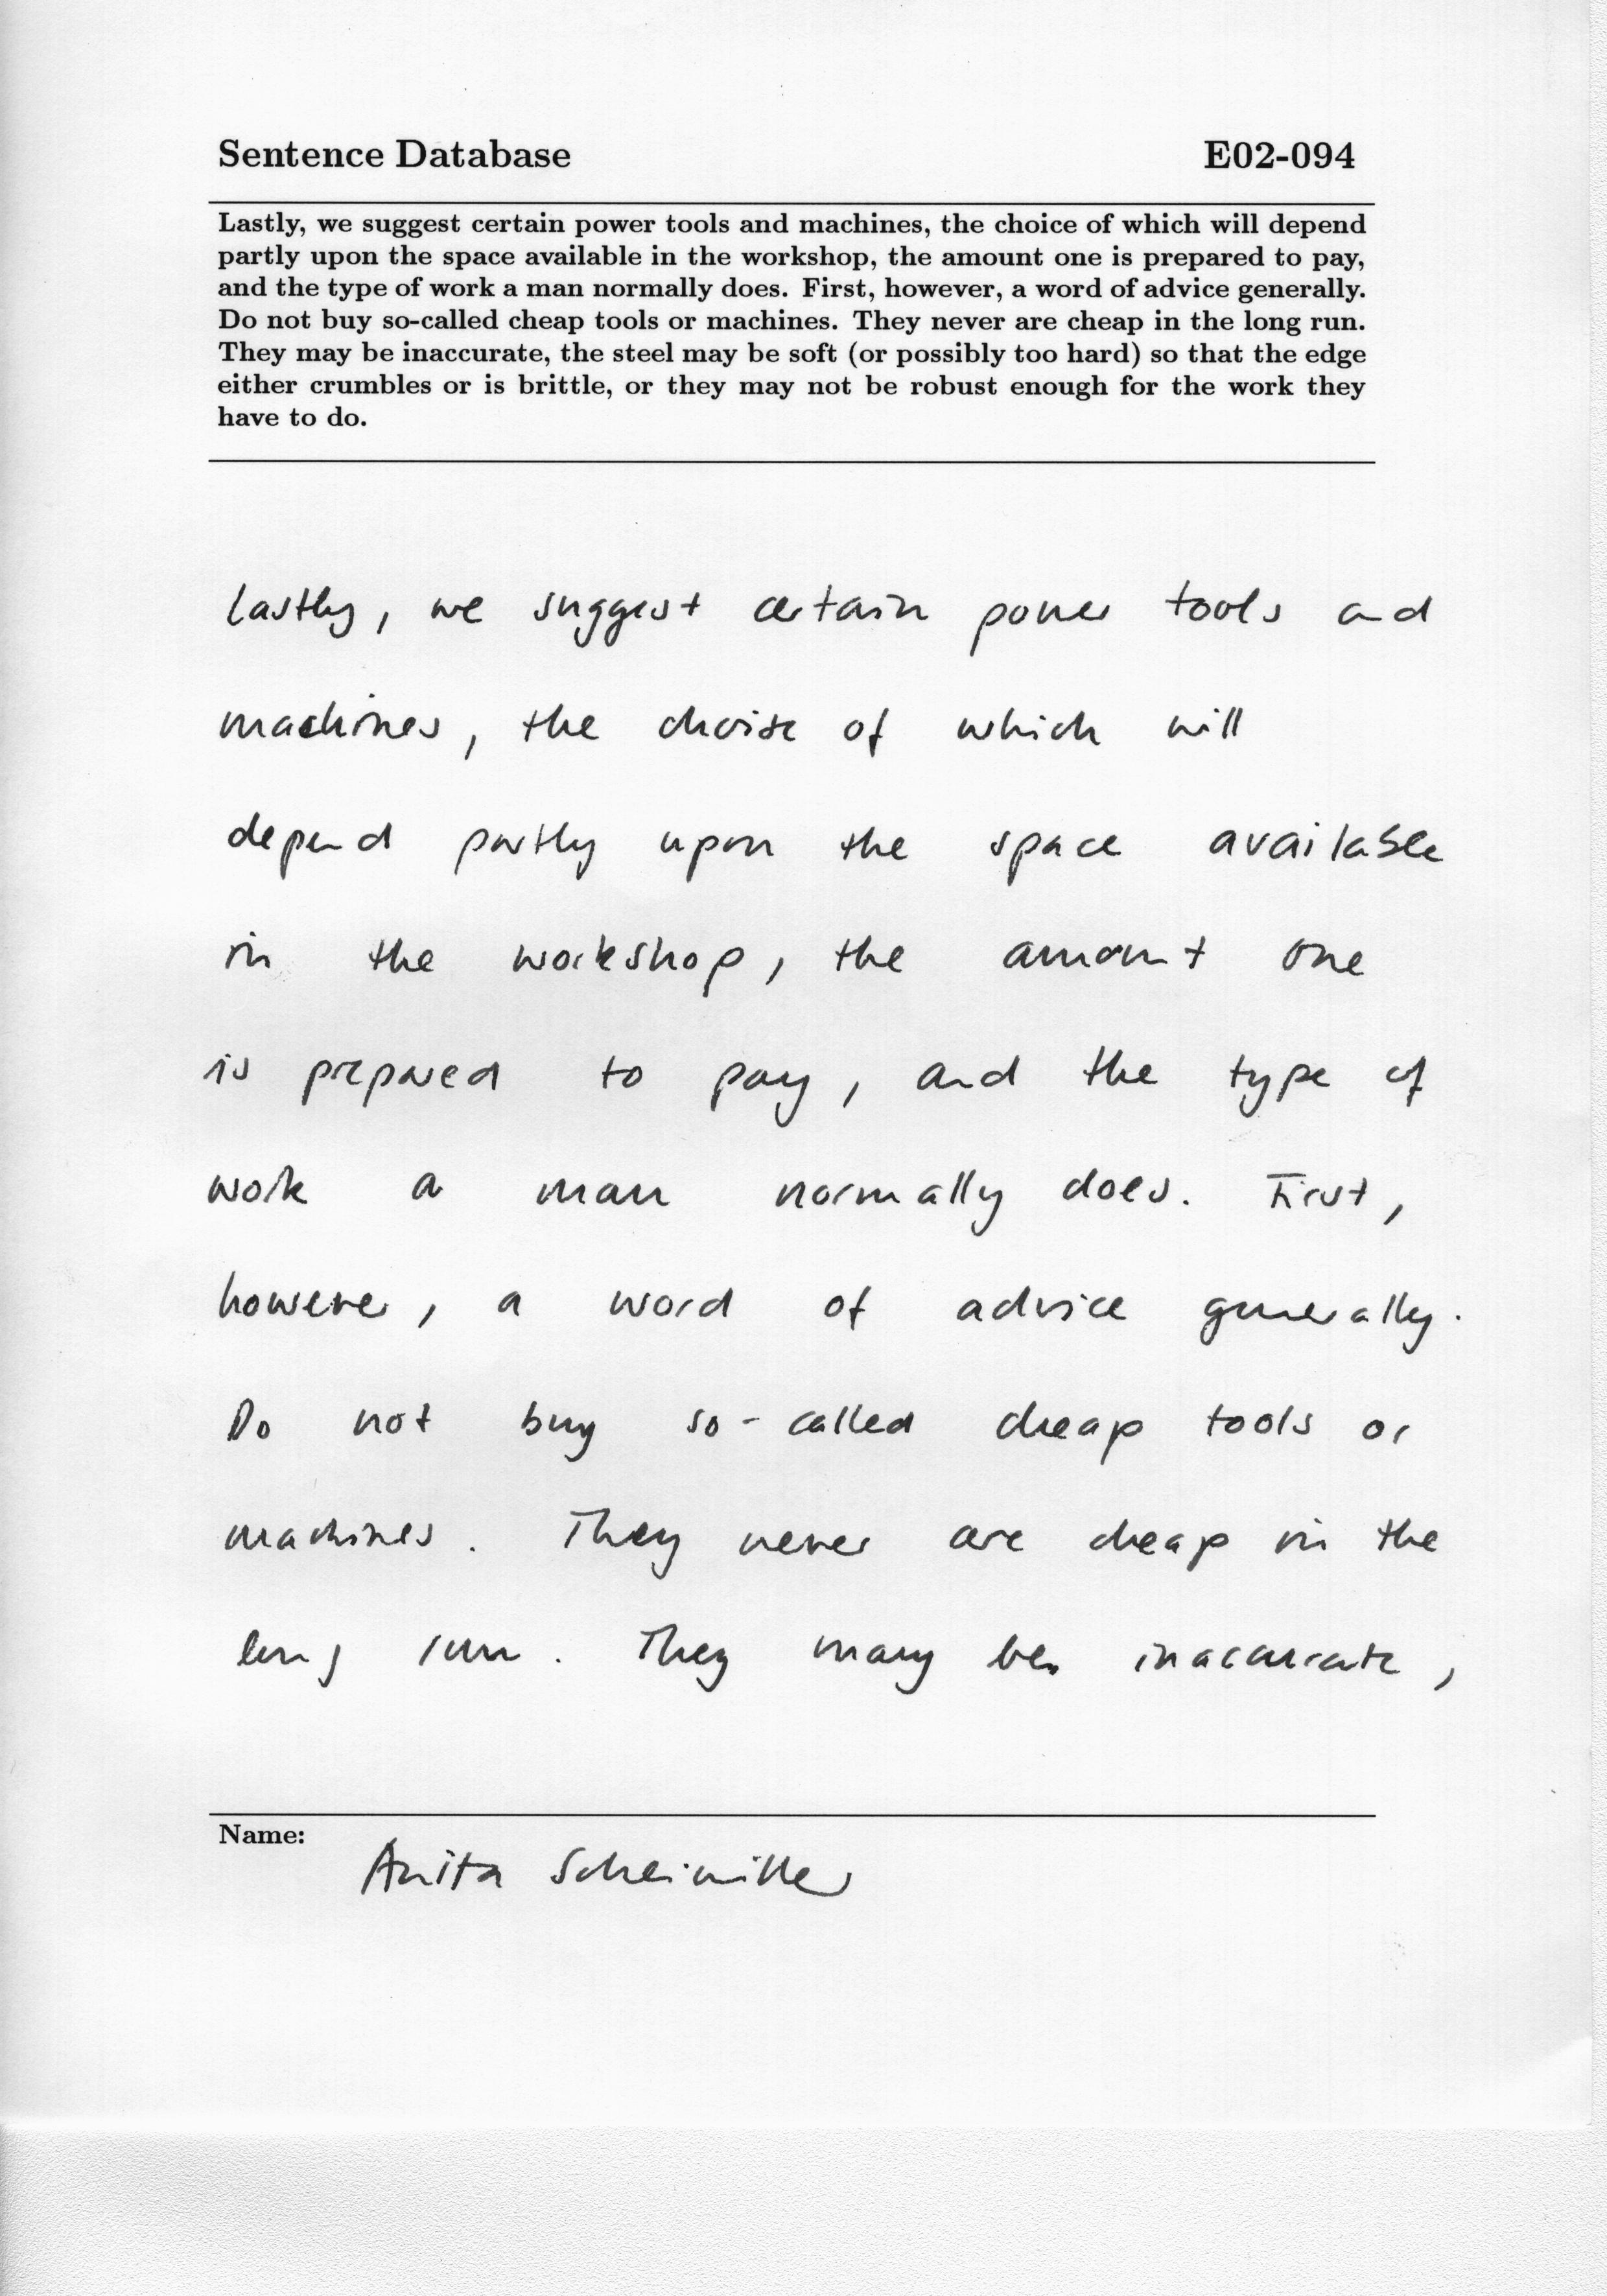 Sentence Database E02-094
Lastly, we suggest certain power tools and machines, the choice of which will depend
partly upon the space available in the workshop, the amount one is prepared to pay,
and the type of work a man normally does. First, however, a word of advice generally.
Do not buy so-called cheap tools or machines. They never are cheap in the long run.
They may be inaccurate, the steel may be soft (or possibly too hard) so that the edge
either crumbles or is brittle, or they may not be robust enough for the work they
have to do.
Lastly, we suggest certain power tools and
machines, the choise of which will
depend partly upon the space available
in the workshop, the amount one
is prepared to pay, and the type of
work a man normally does. First,
however, a word of advice generally.
Do not buy so-called cheap tools or
machines. They never are cheap in the
long run. They may be inaccurate,
Name:
Anita